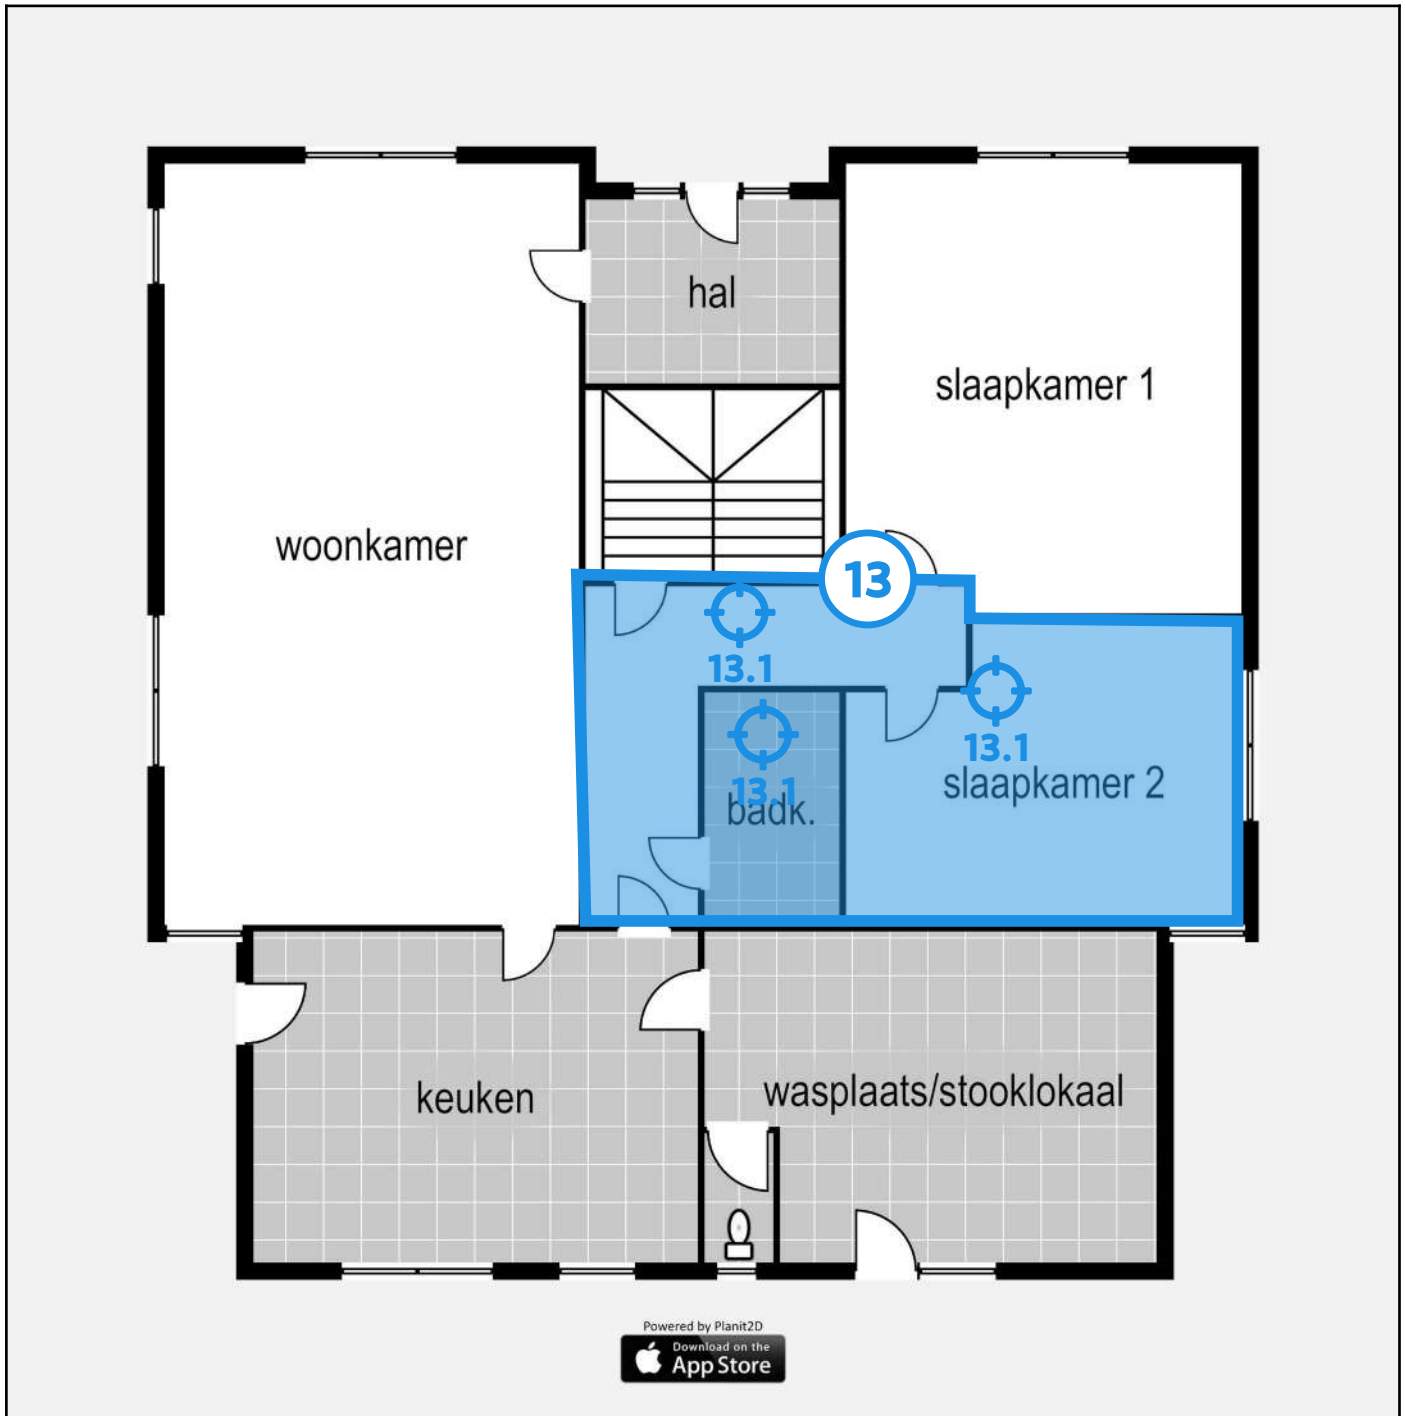 hal
slaapkamer 1
woonkamer
13
13.1
13.1
13.1
slaapkamer 2
badk.
keuken
wasplaats/stooklokaal
Powered by Planit2D
Download on the
App Store